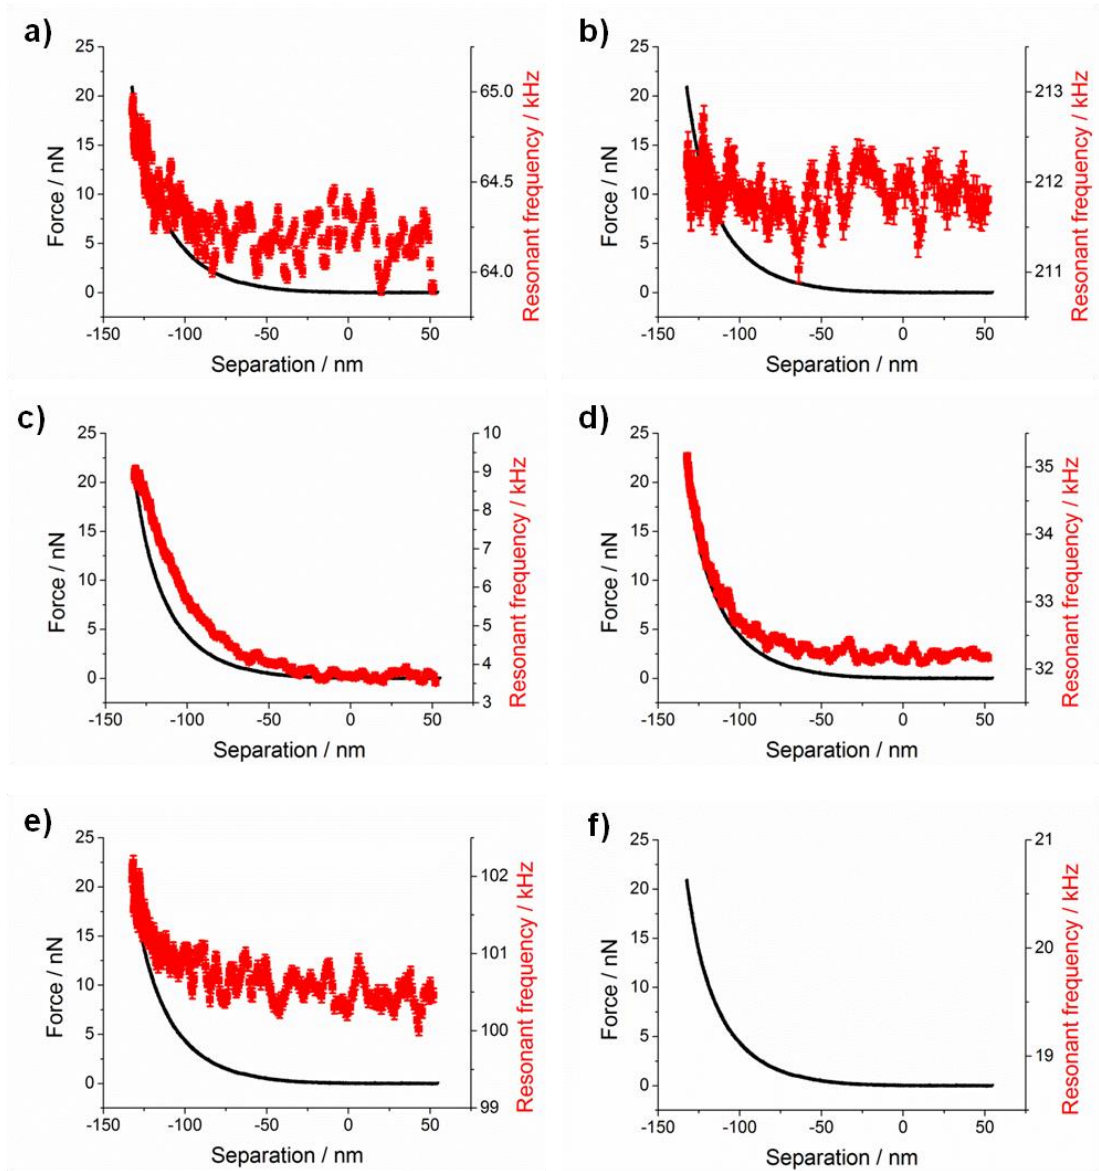 a)
25
20
15
10
5
0
Force / nN
-150 -100 -50 0 50
Separation / nm
65.0
64.5
64.0
Resonant frequency / kHz
b)
25
20
15
10
5
0
Force / nN
-150 -100 -50 0 50
Separation / nm
213
212
211
Resonant frequency / kHz
c)
25
20
15
10
5
0
Force / nN
-150 -100 -50 0 50
Separation / nm
10
9
8
7
6
5
4
3
Resonant frequency / kHz
d)
25
20
15
10
5
0
Force / nN
-150 -100 -50 0 50
Separation / nm
35
34
33
32
Resonant frequency / kHz
e)
25
20
15
10
5
0
Force / nN
-150 -100 -50 0 50
Separation / nm
102
101
100
99
Resonant frequency / kHz
f)
25
20
15
10
5
0
Force / nN
-150 -100 -50 0 50
Separation / nm
21
20
19
Resonant frequency / kHz